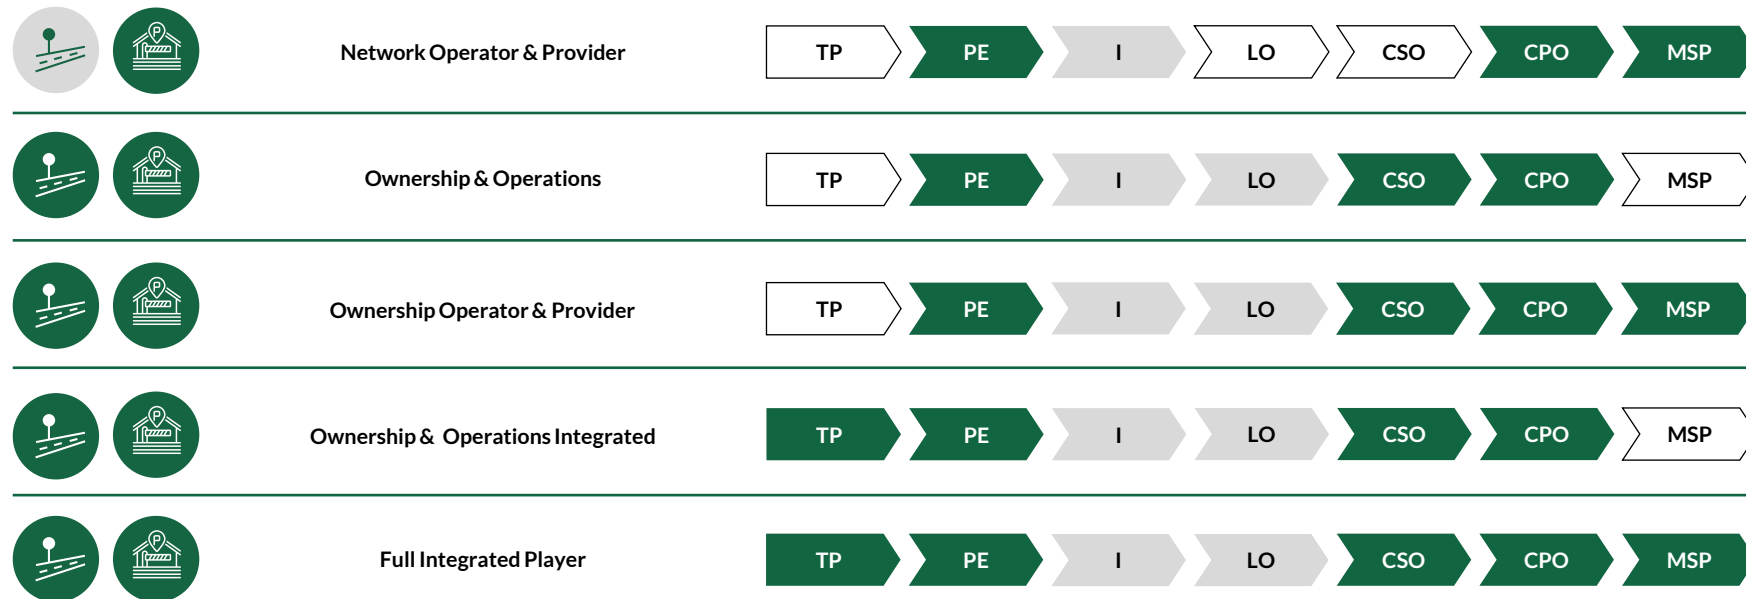 Network Operator & Provider TP PE I LO CSO CPO MSP
Ownership & Operations TP PE I LO CSO CPO MSP
Ownership Operator & Provider TP PE I LO CSO CPO MSP
Ownership & Operations Integrated TP PE I LO CSO CPO MSP
Full Integrated Player TP PE I LO CSO CPO MSP